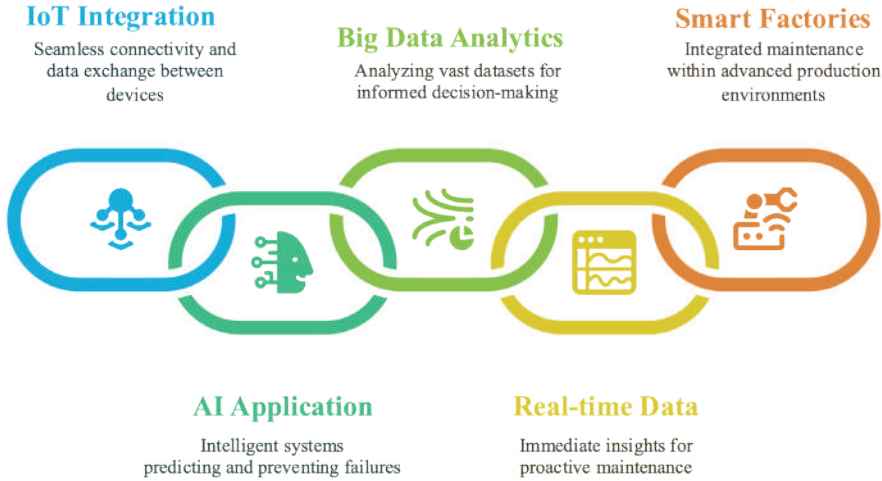 IoT Integration
Seamless connectivity and
data exchange between
devices
Big Data Analytics
Analyzing vast datasets for
informed decision-making
Smart Factories
Integrated maintenance
within advanced production
environments
AI Application
Intelligent systems
predicting and preventing failures
Real-time Data
Immediate insights for
proactive maintenance